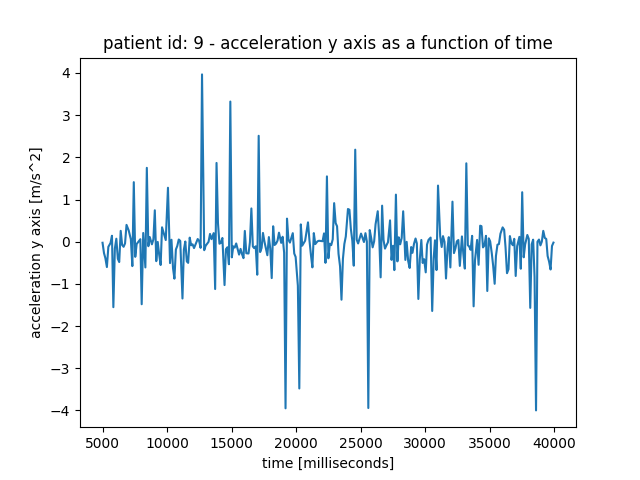 patient id: 9 - acceleration y axis as a function of time
acceleration y axis [m/s^2]
4
3
2
1
0
−1
−2
−3
−4
5000 10000 15000 20000 25000 30000 35000 40000
time [milliseconds]